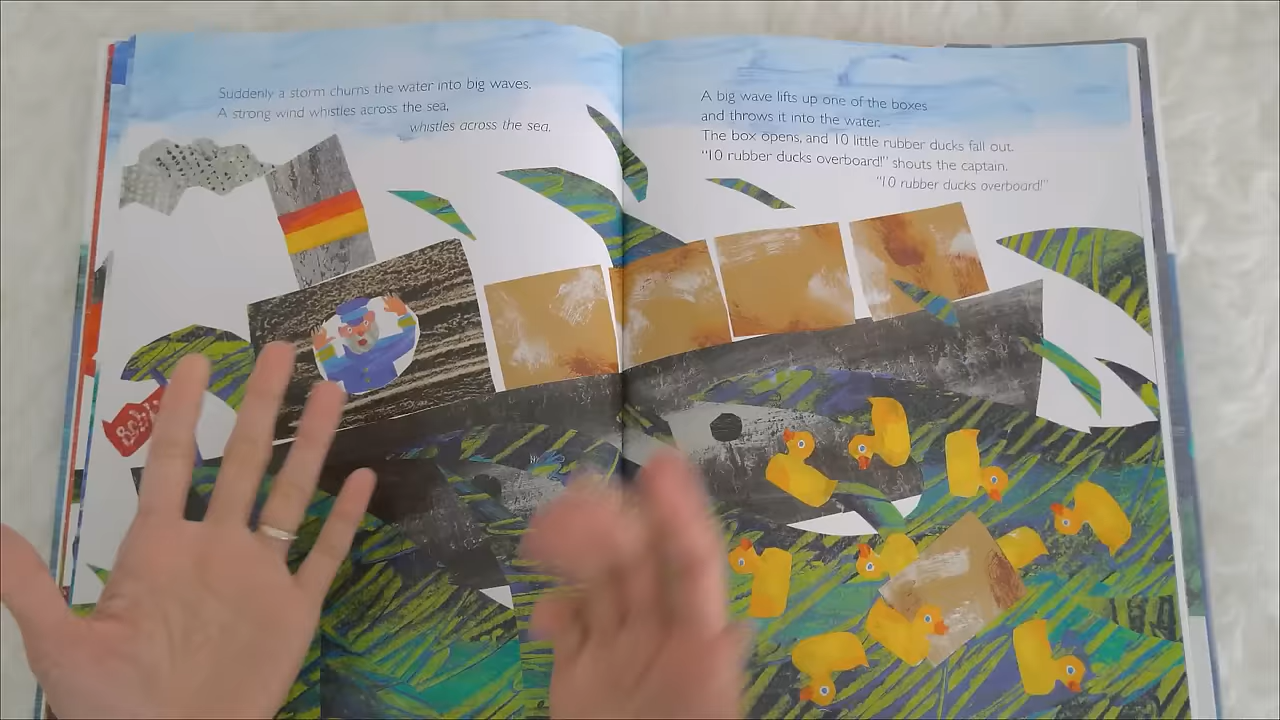 Suddenly a storm churns the water into big waves.
A strong wind whistles across the sea,
whistles across the sea.
A big wave lifts up one of the boxes
and throws it into the water.
The box opens, and 10 little rubber ducks fall out.
"10 rubber ducks overboard!" shouts the captain.
"10 rubber ducks overboard!"